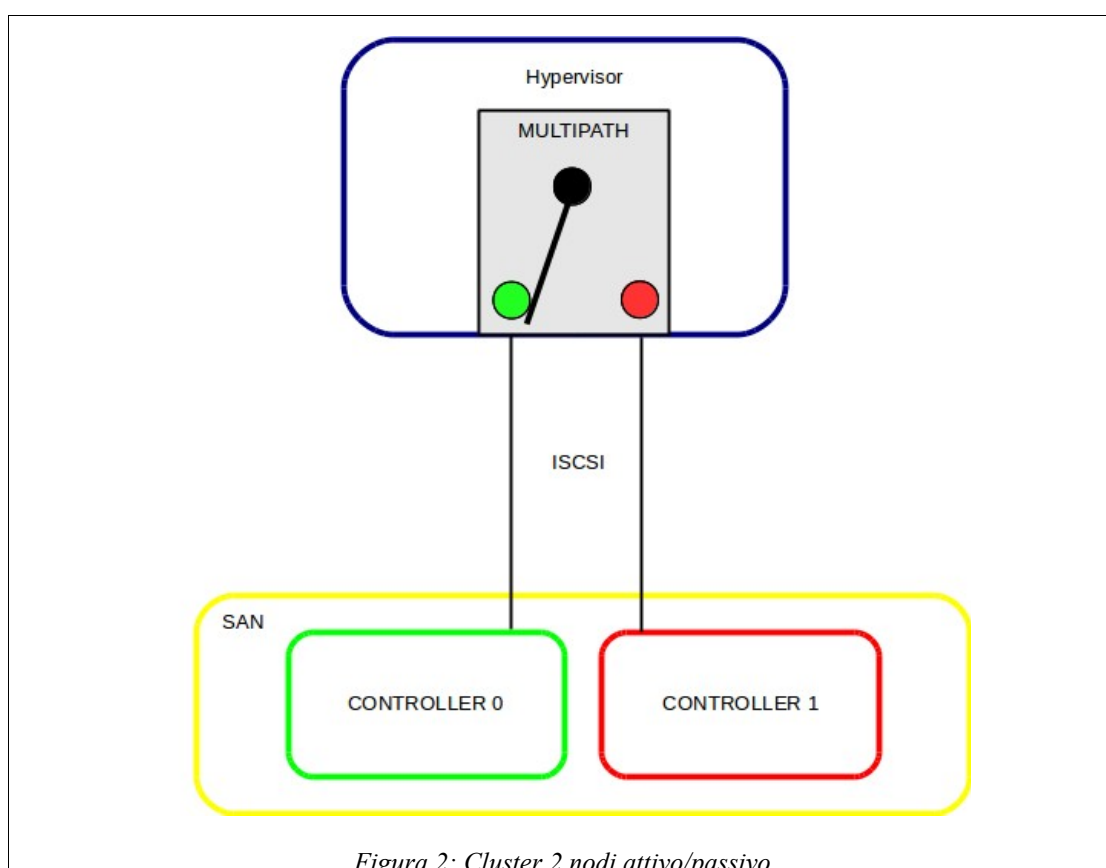 Hypervisor
MULTIPATH
ISCSI
SAN
CONTROLLER 0
CONTROLLER 1
Figura 2: Cluster 2 nodi attivo/passivo